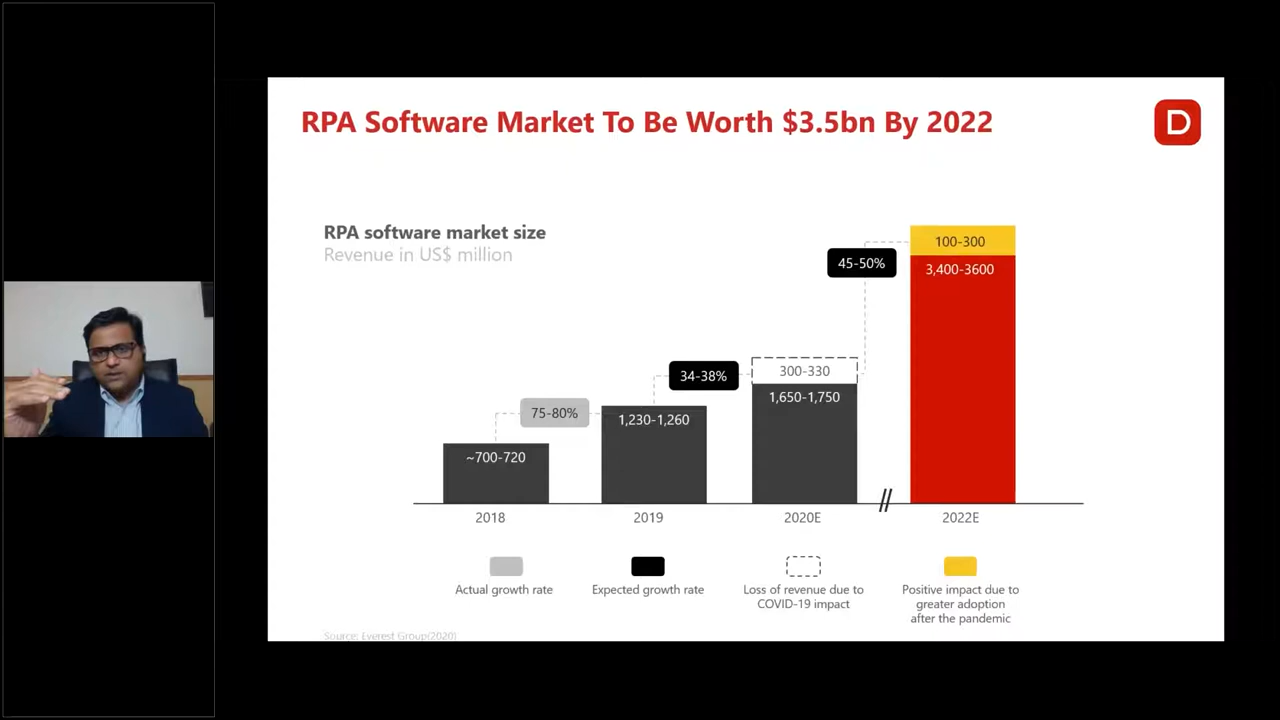 RPA Software Market To Be Worth $3.5bn By 2022
D
RPA software market size
Revenue in US$ million
100-300
45-50%
3,400-3600
300-330
34-38%
1,650-1,750
75-80%
1,230-1,260
~700-720
2018
2019
2020E
2022E
Actual growth rate
Expected growth rate
Loss of revenue due to
COVID-19 impact
Positive impact due to
greater adoption
after the pandemic
Source: Everest Group(2020)